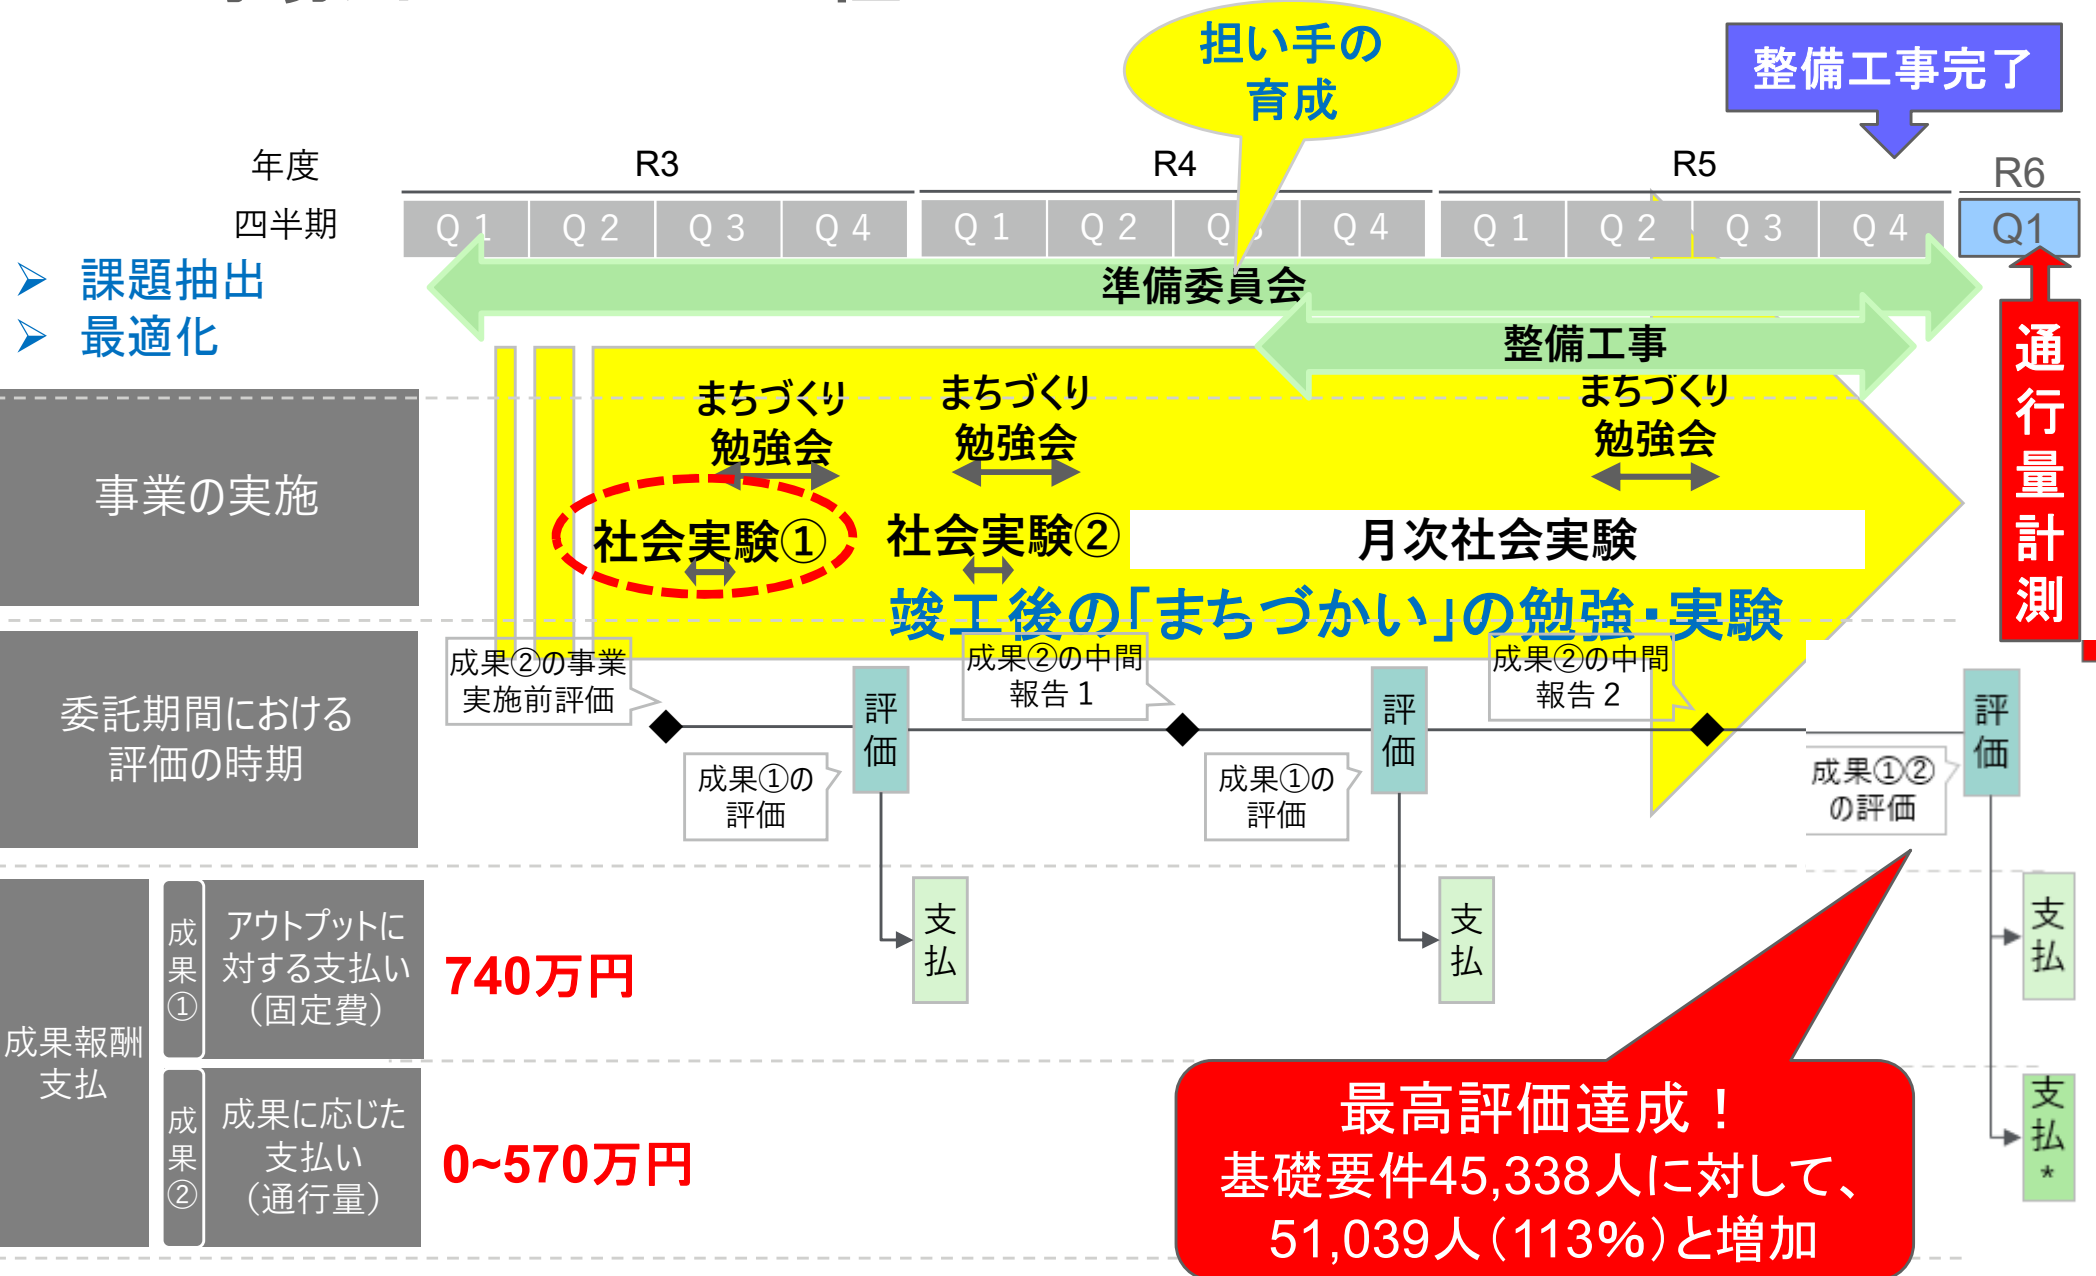 担い手の
育成
整備工事完了
年度
R3
R4
R5
R6
四半期
Q 1
Q 2
Q 3
Q 4
Q 1
Q 2
Q 3
Q 4
Q 1
Q 2
Q 3
Q 4
Q1
➢ 課題抽出
➢ 最適化
準備委員会
整備工事
通行量計測
まちづくり
勉強会
まちづくり
勉強会
まちづくり
勉強会
事業の実施
社会実験①
社会実験②
月次社会実験
竣工後の「まちづかい」の勉強・実験
委託期間における
評価の時期
成果②の事業
実施前評価
成果②の中間
報告１
成果②の中間
報告２
評価
評価
評価
成果①の
評価
成果①の
評価
成果①②
の評価
成果報酬
支払
成果①
アウトプットに
対する支払い
（固定費）
740万円
支払
支払
支払
成果②
成果に応じた
支払い
（通行量）
0~570万円
支払*
最高評価達成！
基礎要件45,338人に対して、
51,039人（113%）と増加